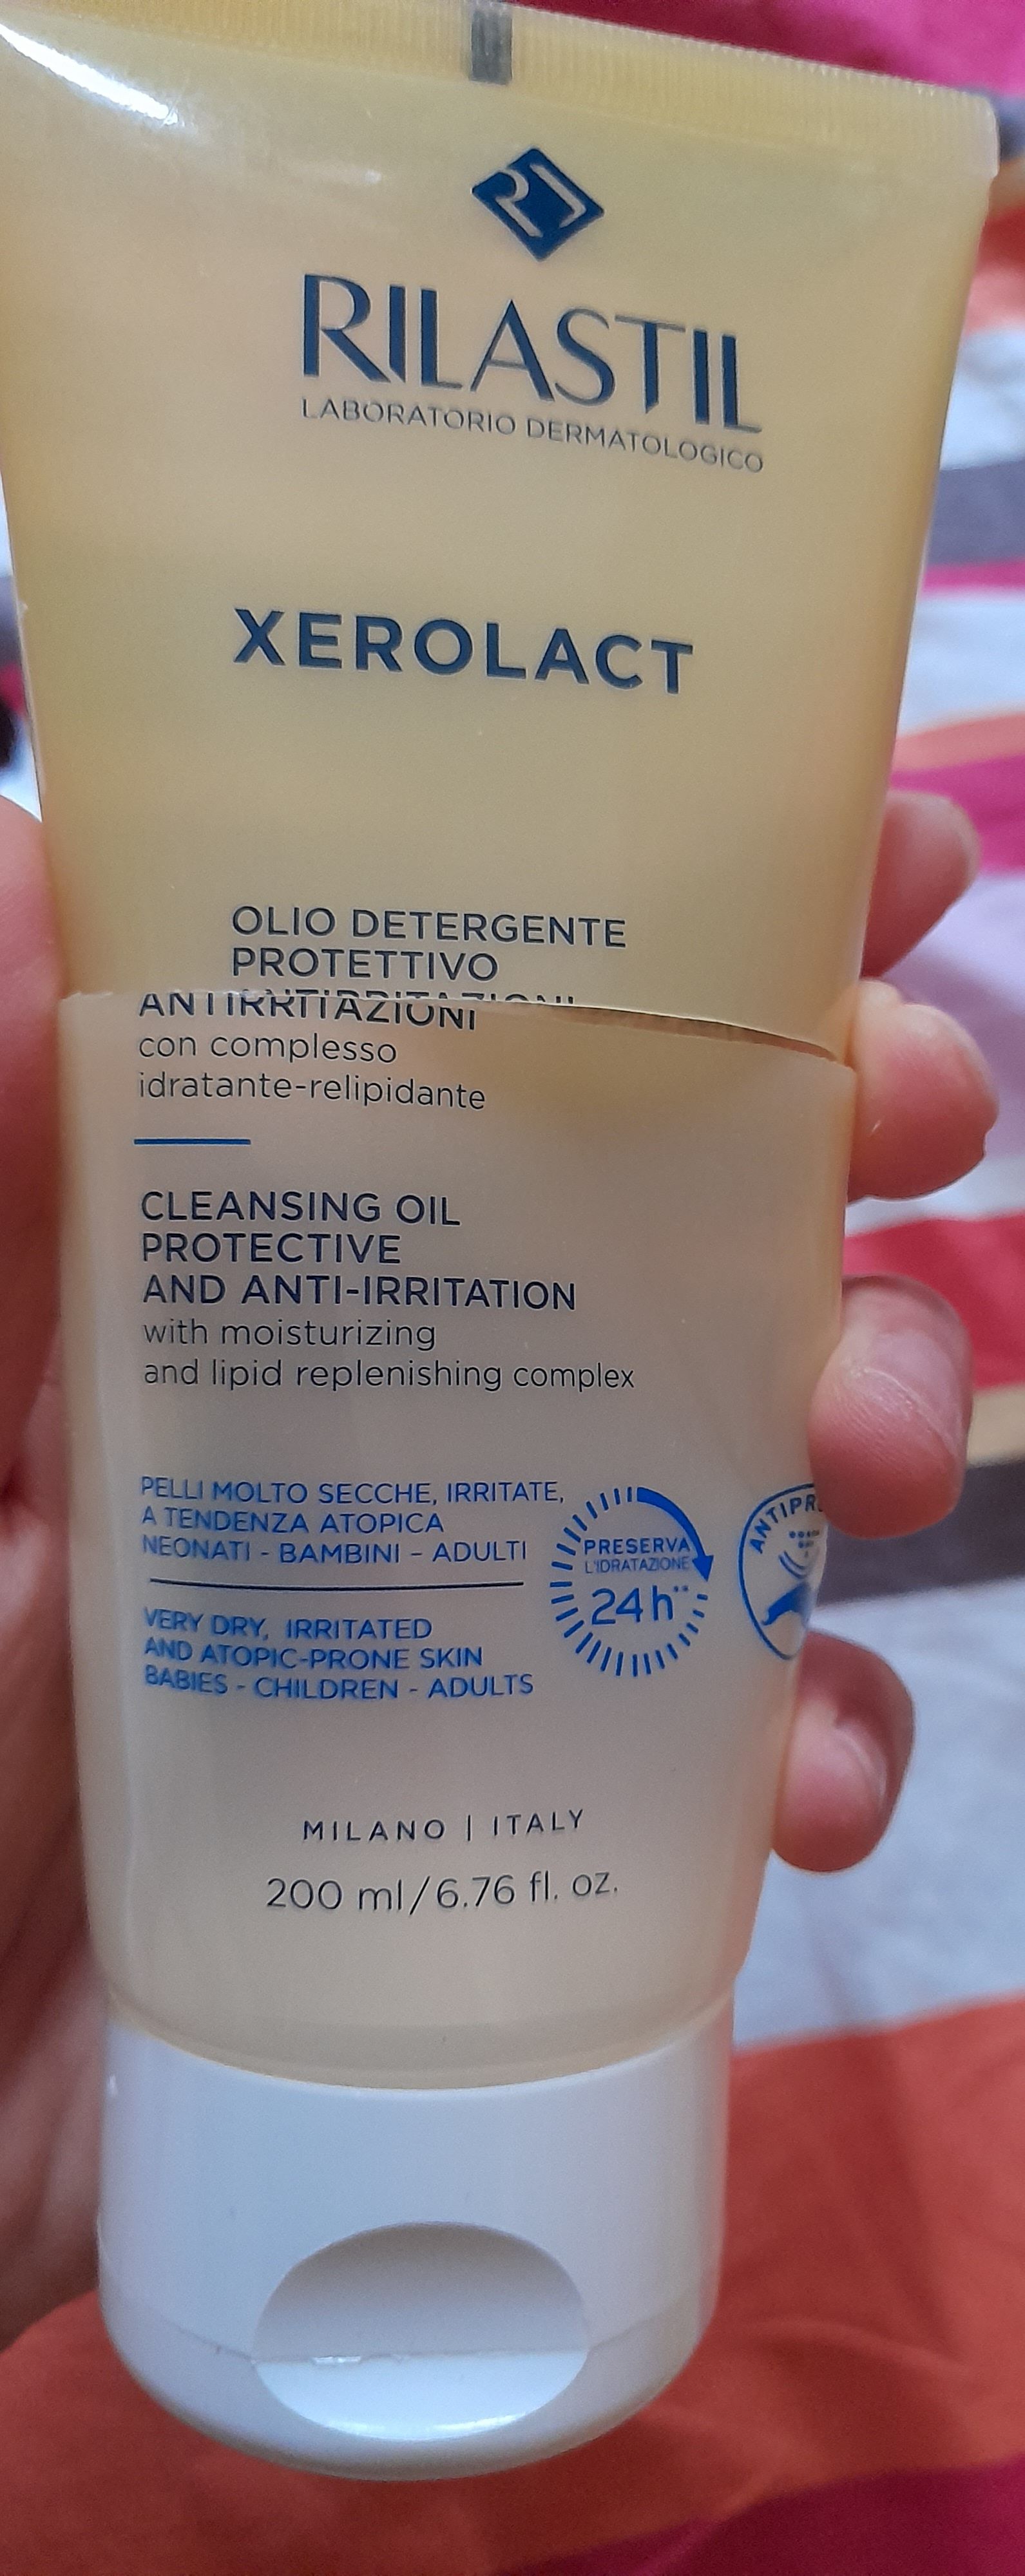 RILASTIL
LABORATORIO DERMATOLOGICO
XEROLACT
OLIO DETERGENTE
PROTETTIVO
con complesso
idratante-relipidante
CLEANSING OIL
PROTECTIVE
AND ANTI-IRRITATION
with moisturizing
and lipid replenishing complex
PELLI MOLTO SECCHE, IRRITATE,
A TENDENZA ATOPICA
NEONATI - BAMBINI - ADULTI
VERY DRY, IRRITATED
AND ATOPIC-PRONE SKIN
BABIES - CHILDREN - ADULTS
PRESERVA
L'IDRATAZIONE
24h**
MILANO | ITALY
200 ml/6.76 fl. oz.